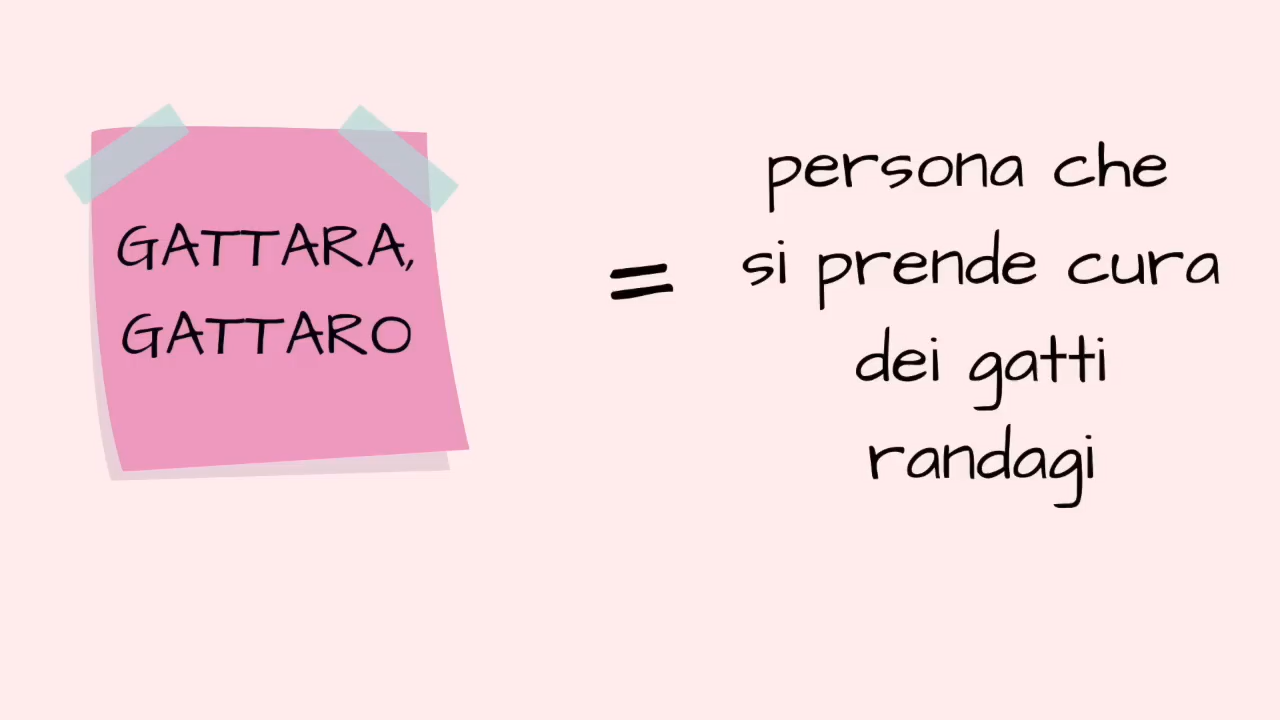 GATTARA,
GATTARO
=
persona che
si prende cura
dei gatti
randagi